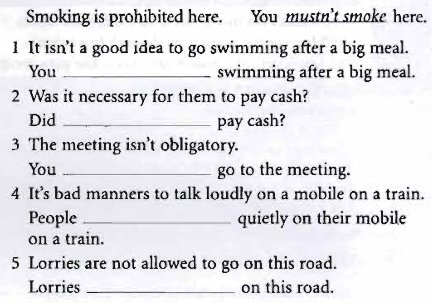 Smoking is prohibited here. You mustn't smoke here.
1 It isn't a good idea to go swimming after a big meal.
You ____________ swimming after a big meal.
2 Was it necessary for them to pay cash?
Did ____________ pay cash?
3 The meeting isn't obligatory.
You ____________ go to the meeting.
4 It's bad manners to talk loudly on a mobile on a train.
People ____________ quietly on their mobile
on a train.
5 Lorries are not allowed to go on this road.
Lorries ____________ on this road.